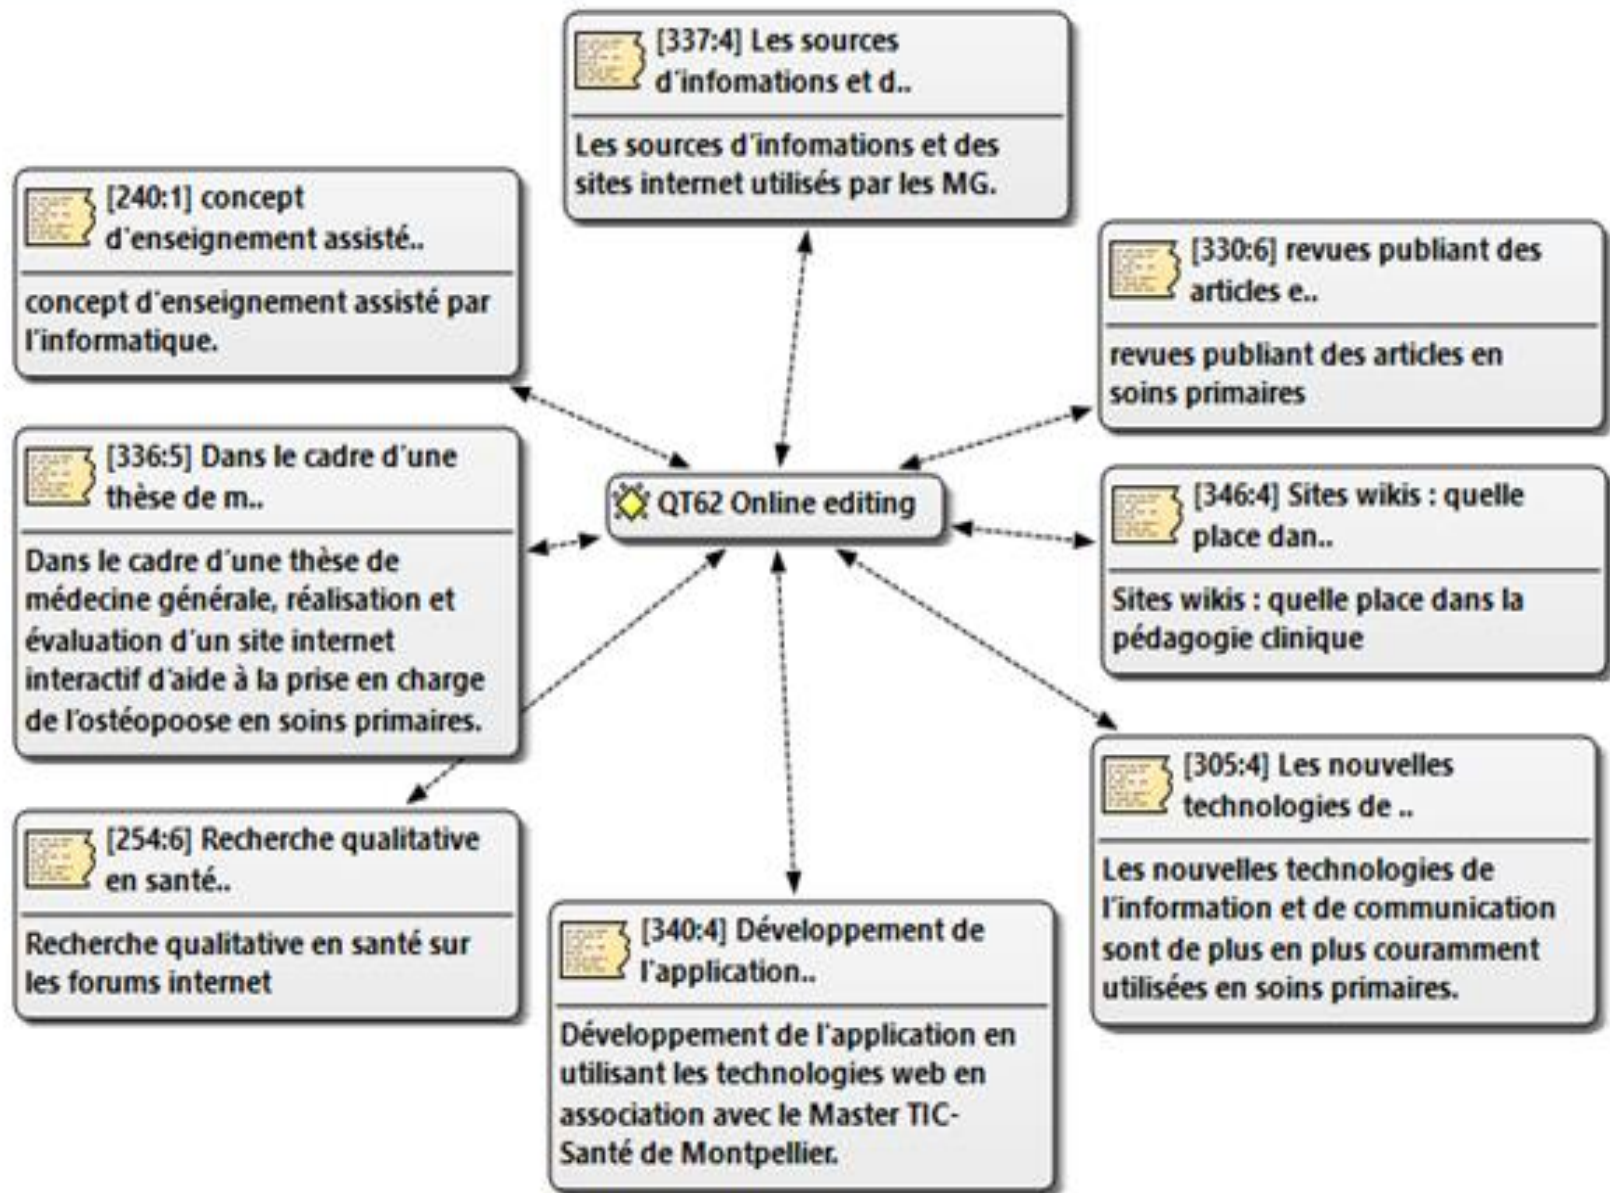 [337:4] Les sources
d'infomations et d..
Les sources d'infomations et des
sites internet utilisés par les MG.
[240:1] concept
d'enseignement assisté..
concept d'enseignement assisté par
l'informatique.
[330:6] revues publiant des
articles e..
revues publiant des articles en
soins primaires
[336:5] Dans le cadre d'une
thèse de m..
Dans le cadre d'une thèse de
médecine générale, réalisation et
évaluation d'un site internet
interactif d'aide à la prise en charge
de l'ostéopoose en soins primaires.
QT62 Online editing
[346:4] Sites wikis : quelle
place dan..
Sites wikis : quelle place dans la
pédagogie clinique
[305:4] Les nouvelles
technologies de ..
Les nouvelles technologies de
l'information et de communication
sont de plus en plus couramment
utilisées en soins primaires.
[254:6] Recherche qualitative
en santé..
Recherche qualitative en santé sur
les forums internet
[340:4] Développement de
l'application..
Développement de l'application en
utilisant les technologies web en
association avec le Master TIC-
Santé de Montpellier.